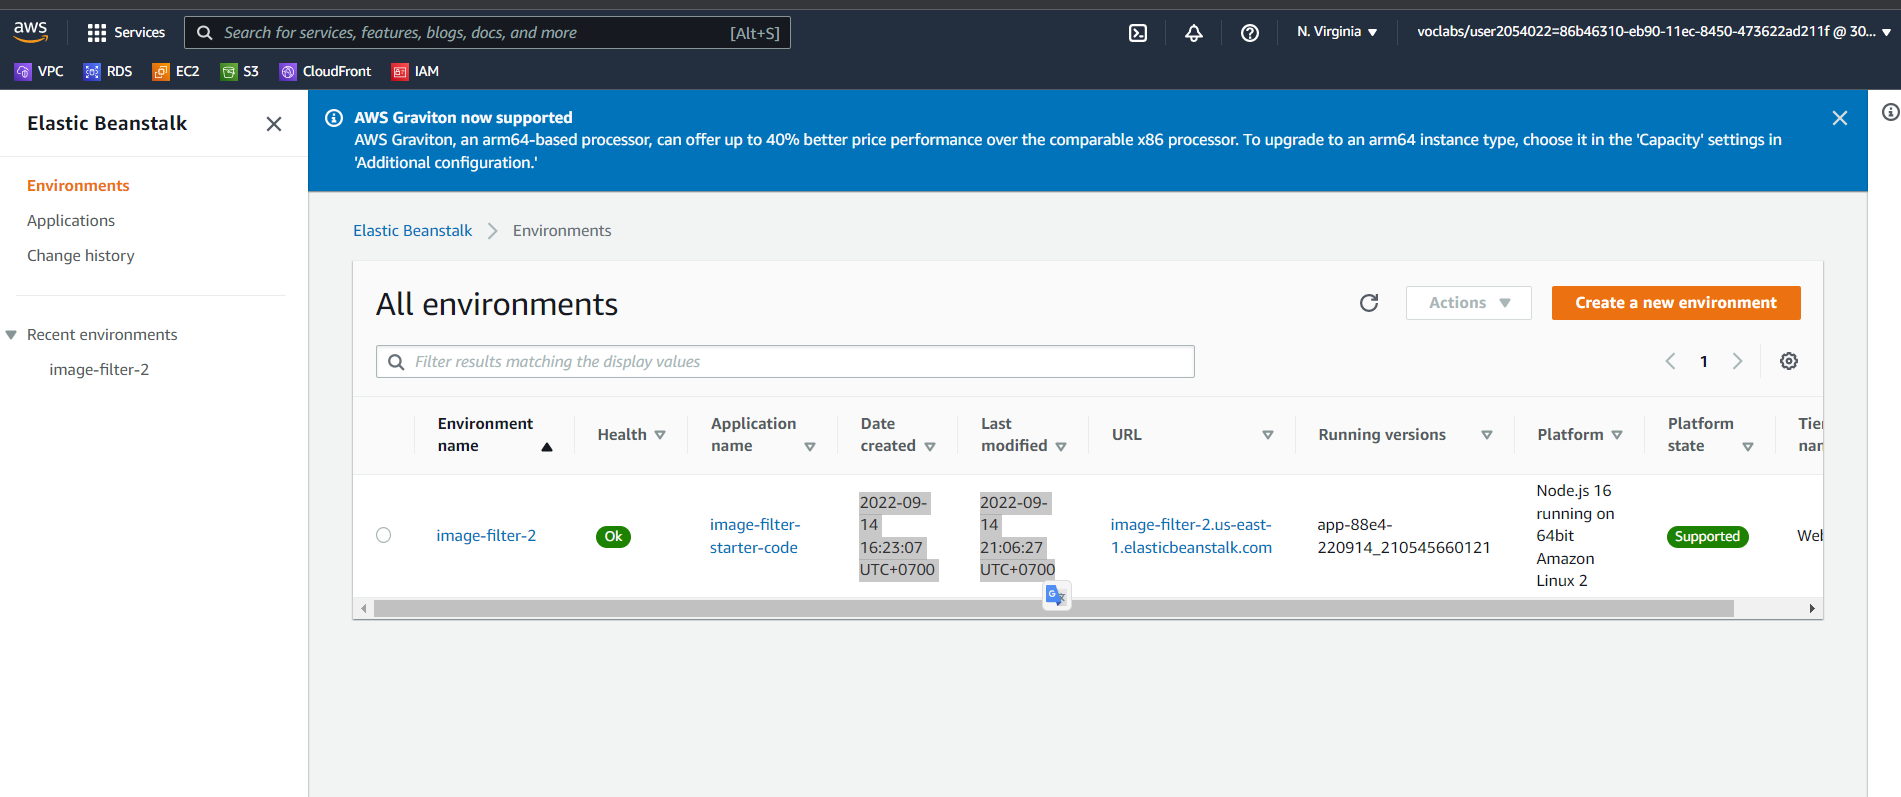 aws
Services
Search for services, features, blogs, docs, and more
[Alt+S]
N. Virginia
voclabs/user2054022=86b46310-eb90-11ec-8450-473622ad211f @ 30...
VPC
RDS
EC2
S3
CloudFront
IAM
Elastic Beanstalk
Environments
Applications
Change history
Recent environments
image-filter-2
AWS Graviton now supported
AWS Graviton, an arm64-based processor, can offer up to 40% better price performance over the comparable x86 processor. To upgrade to an arm64 instance type, choose it in the 'Capacity' settings in
'Additional configuration.'
Elastic Beanstalk
Environments
All environments
Actions
Create a new environment
Filter results matching the display values
1
Environment
name
Health
Application
name
Date
created
Last
modified
URL
Running versions
Platform
Platform
state
Tier
nam
image-filter-2
Ok
image-filter-
starter-code
2022-09-
14
16:23:07
UTC+0700
2022-09-
14
21:06:27
UTC+0700
image-filter-2.us-east-
1.elasticbeanstalk.com
app-88e4-
220914_210545660121
Node.js 16
running on
64bit
Amazon
Linux 2
Supported
Web